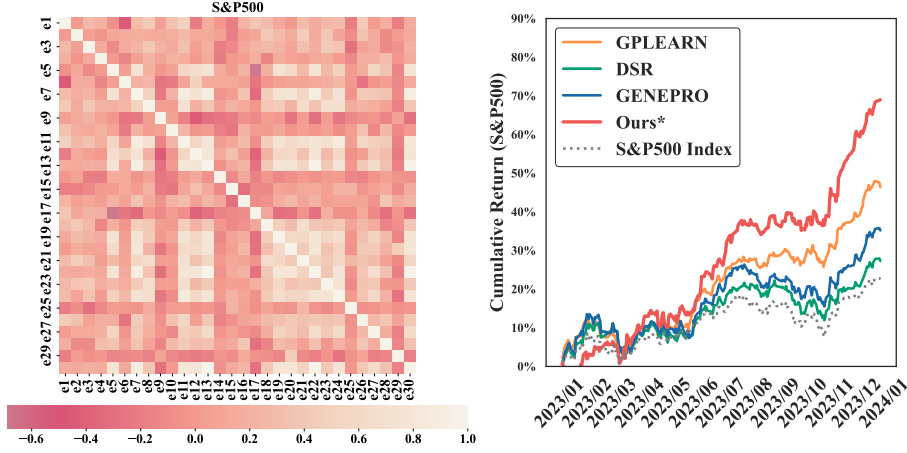 S&P500
e1
e3
e5
e7
e9
e11
e13
e15
e17
e19
e21
e23
e25
e27
e29
e1
e2
e3
e4
e5
e6
e7
e8
e9
e10
e11
e12
e13
e14
e15
e16
e17
e18
e19
e20
e21
e22
e23
e24
e25
e26
e27
e28
e29
e30
−0.6
−0.4
−0.2
0.0
0.2
0.4
0.6
0.8
1.0
Cumulative Return (S&P500)
90%
80%
70%
60%
50%
40%
30%
20%
10%
0%
GPLEARN
DSR
GENEPRO
Ours*
S&P500 Index
2023/01
2023/02
2023/03
2023/04
2023/05
2023/06
2023/07
2023/08
2023/09
2023/10
2023/11
2023/12
2024/01